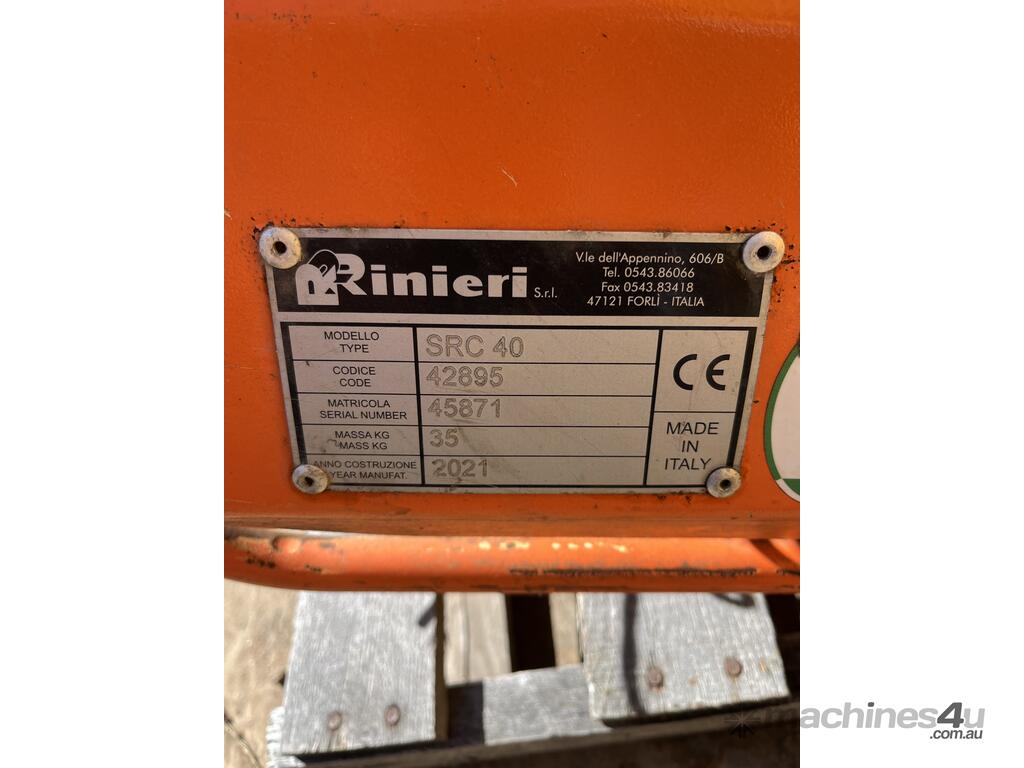 Rinieri S.r.l.
V.le dell'Appennino, 606/B
Tel. 0543.86066
Fax 0543.83418
47121 FORLÌ - ITALIA
MODELLO
TYPE
SRC 40
CODICE
CODE
42895
MATRICOLA
SERIAL NUMBER
45871
MASSA KG
MASS KG
35
ANNO COSTRUZIONE
YEAR MANUFAT.
2021
CE
MADE
IN
ITALY
machines4u
.com.au